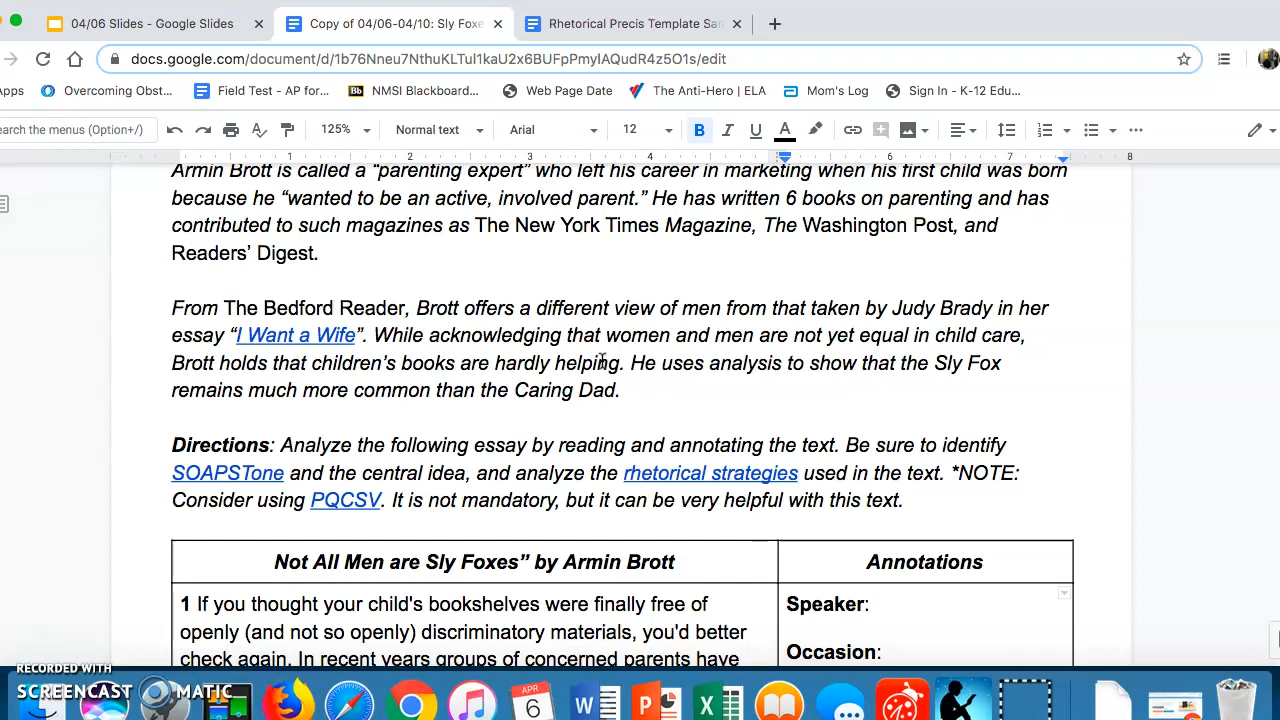 04/06 Slides - Google Slides
Copy of 04/06-04/10: Sly Foxe
Rhetorical Precis Template Sam
docs.google.com/document/d/1b76Nneu7NthuKLTul1kaU2x6BUFpPmylAQudR4z5O1s/edit
Apps
Overcoming Obst...
Field Test - AP for...
Bb
NMSI Blackboard...
Web Page Date
The Anti-Hero | ELA
Mom's Log
Sign In - K-12 Edu...
earch the menus (Option+/)
125%
Normal text
Arial
12
B I U A
1 2 3 4 6 7 8
Armin Brott is called a “parenting expert” who left his career in marketing when his first child was born
because he “wanted to be an active, involved parent.” He has written 6 books on parenting and has
contributed to such magazines as The New York Times Magazine, The Washington Post, and
Readers’ Digest.
From The Bedford Reader, Brott offers a different view of men from that taken by Judy Brady in her
essay “I Want a Wife”. While acknowledging that women and men are not yet equal in child care,
Brott holds that children’s books are hardly helping. He uses analysis to show that the Sly Fox
remains much more common than the Caring Dad.
Directions: Analyze the following essay by reading and annotating the text. Be sure to identify
SOAPSTone and the central idea, and analyze the rhetorical strategies used in the text. *NOTE:
Consider using PQCSV. It is not mandatory, but it can be very helpful with this text.
Not All Men are Sly Foxes” by Armin Brott
Annotations
1 If you thought your child's bookshelves were finally free of
openly (and not so openly) discriminatory materials, you'd better
check again. In recent years groups of concerned parents have
Speaker:
Occasion:
RECORDED WITH
SCREENCAST MATIC
APR
6
W
P
X